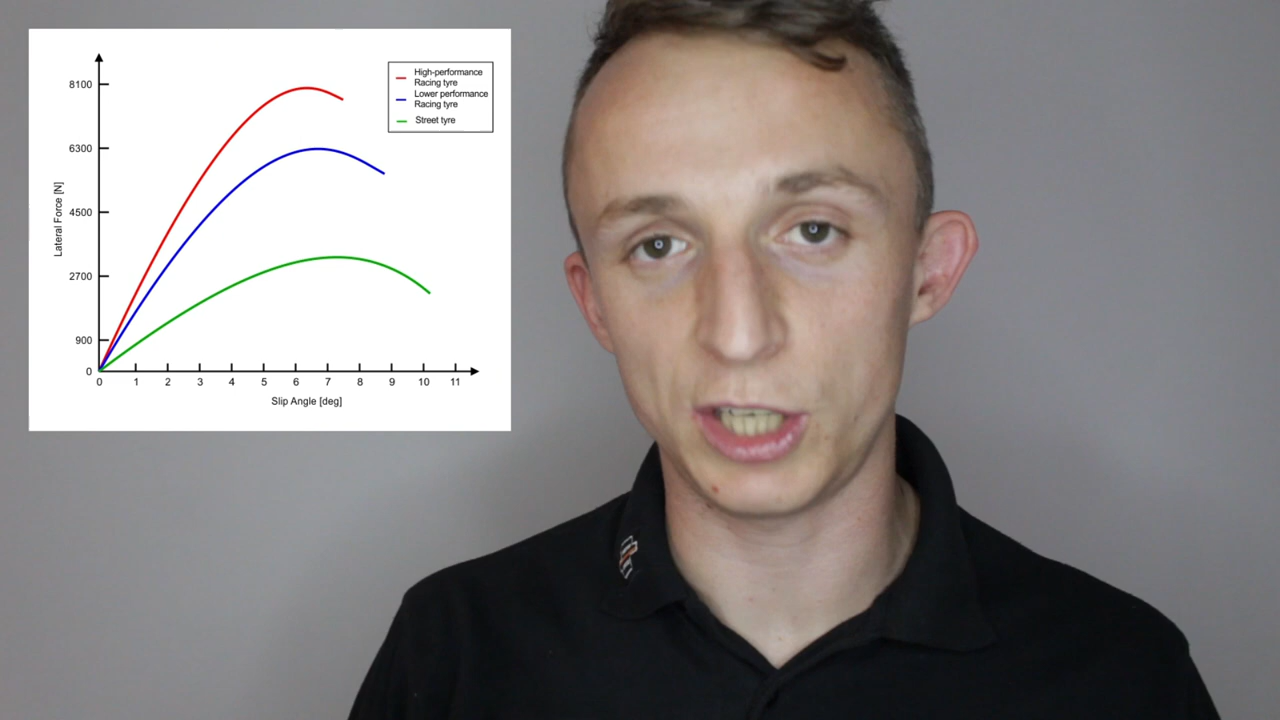 High-performance
Racing tyre
Lower performance
Racing tyre
Street tyre
8100
6300
4500
2700
900
0
Lateral Force [N]
0 1 2 3 4 5 6 7 8 9 10 11
Slip Angle [deg]